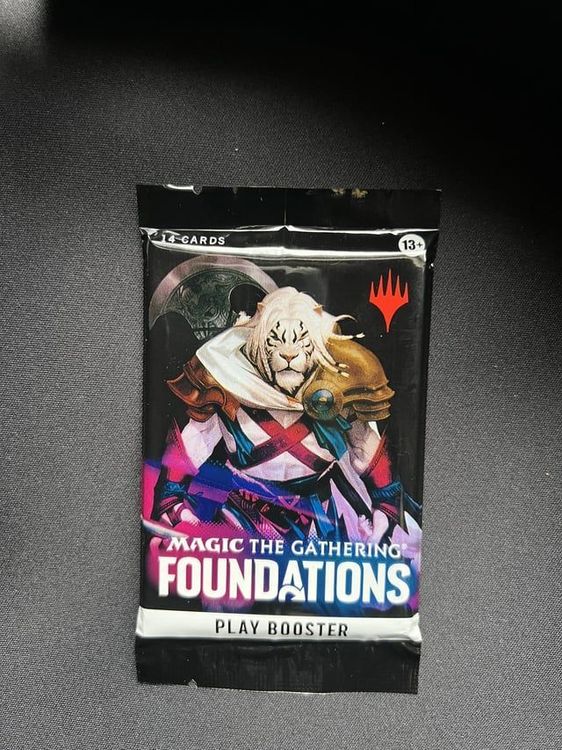 14 CARDS
13+
MAGIC THE GATHERING®
FOUNDATIONS
PLAY BOOSTER